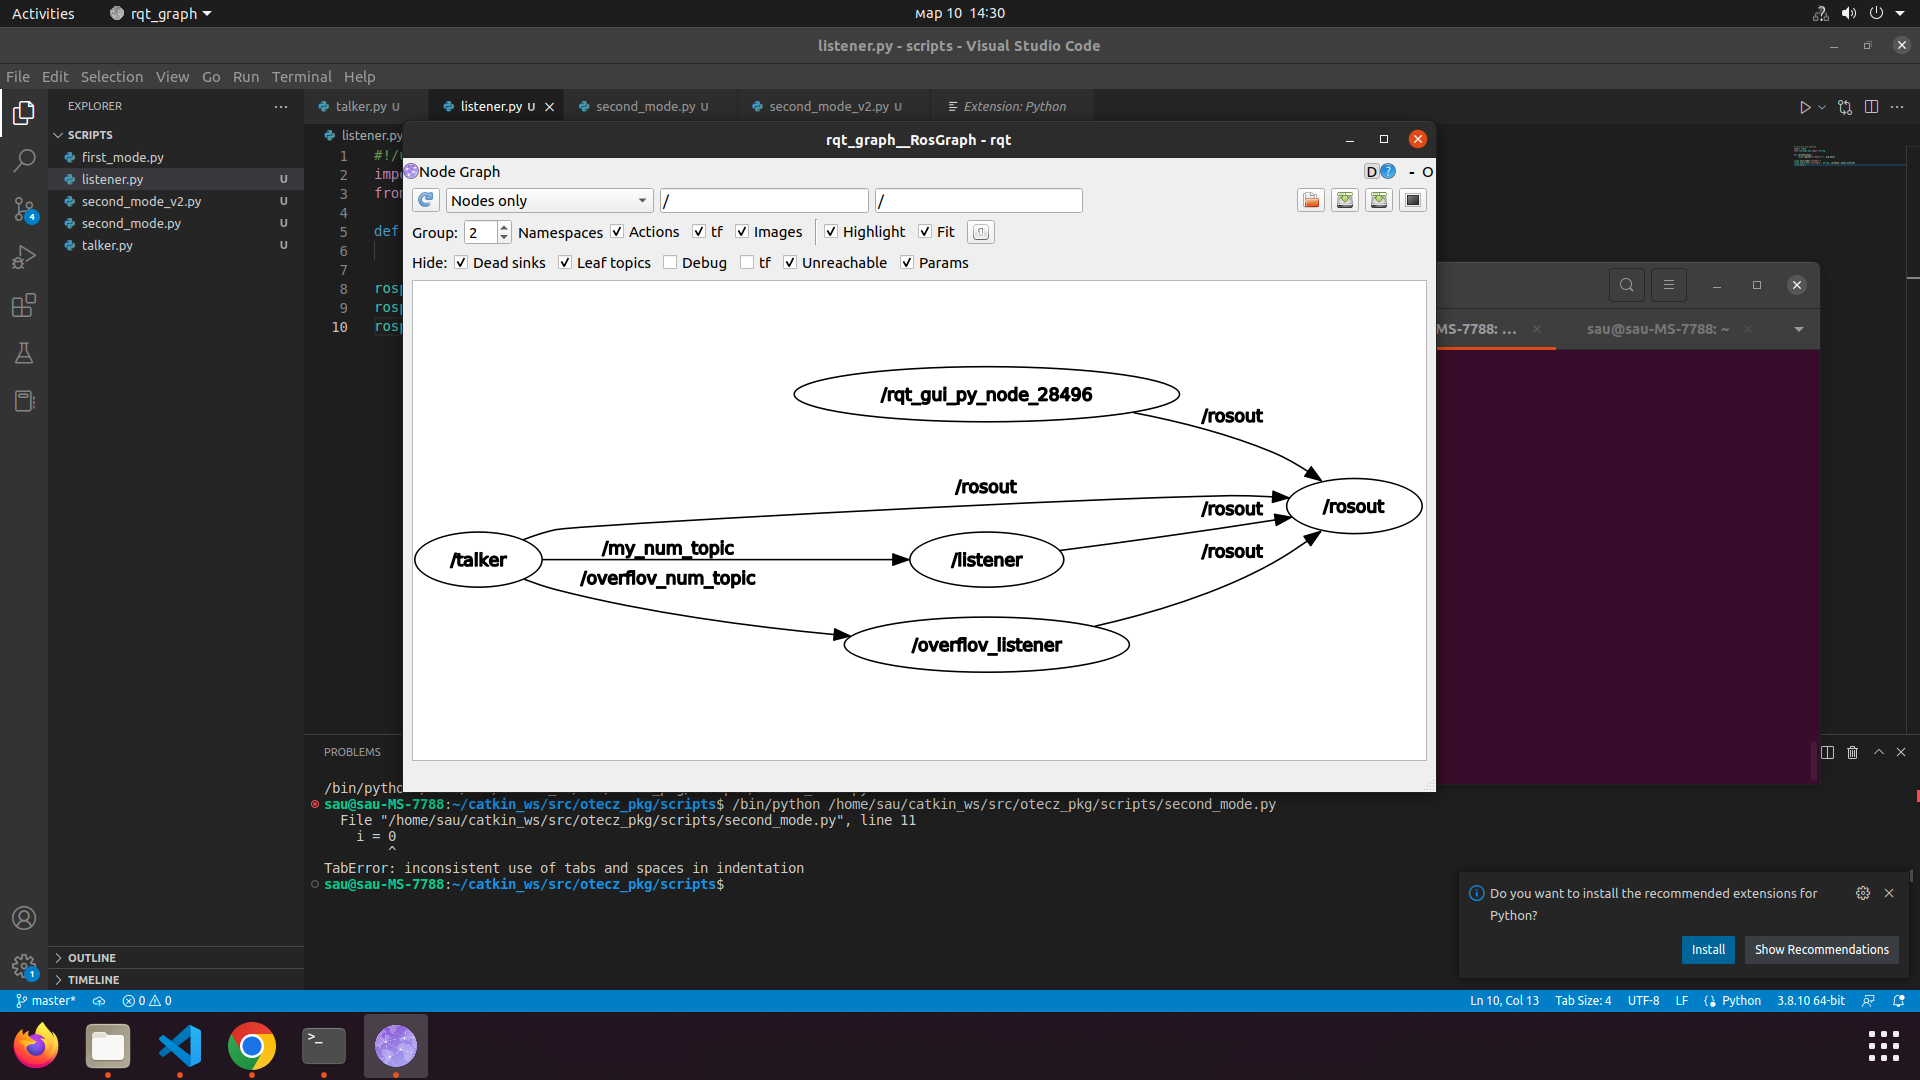 Activities
rqt_graph
мар 10 14:30
listener.py - scripts - Visual Studio Code
File Edit Selection View Go Run Terminal Help
EXPLORER
talker.py U
listener.py U
second_mode.py U
second_mode_v2.py U
Extension: Python
SCRIPTS
first_mode.py
listener.py U
second_mode_v2.py U
second_mode.py U
talker.py U
OUTLINE
TIMELINE
listener.py
1 #!/
2
3
4
5 def
6
7
8
9
10
rqt_graph__RosGraph - rqt
Node Graph
D ? - O
Nodes only
/
/
Group: 2 Namespaces Actions tf Images Highlight Fit
Hide: Dead sinks Leaf topics Debug tf Unreachable Params
/rqt_gui_py_node_28496
/rosout
/rosout
/rosout
/rosout
/talker
/my_num_topic
/listener
/overflov_num_topic
/rosout
/overflov_listener
MS-7788: ...
sau@sau-MS-7788: ~
PROBLEMS
sau@sau-MS-7788:~/catkin_ws/src/otecz_pkg/scripts$ /bin/python /home/sau/catkin_ws/src/otecz_pkg/scripts/second_mode.py
File "/home/sau/catkin_ws/src/otecz_pkg/scripts/second_mode.py", line 11
i = 0
^
TabError: inconsistent use of tabs and spaces in indentation
sau@sau-MS-7788:~/catkin_ws/src/otecz_pkg/scripts$
Do you want to install the recommended extensions for
Python?
Install
Show Recommendations
4
1
master*
0 0
Ln 10, Col 13
Tab Size: 4
UTF-8
LF
Python
3.8.10 64-bit
>_